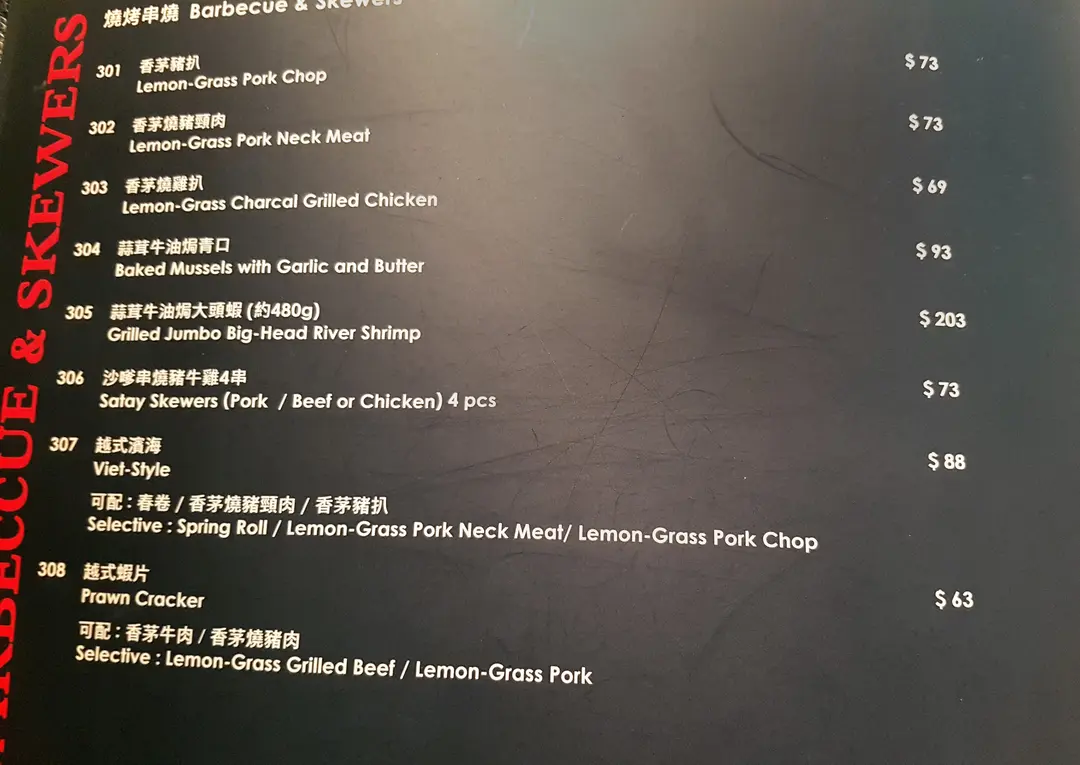 燒烤串燒 Barbecue & Skewers
BARBECCUE & SKEWERS
301 香茅豬扒 $73
Lemon-Grass Pork Chop
302 香茅燒豬頸肉 $73
Lemon-Grass Pork Neck Meat
303 香茅燒雞扒 $69
Lemon-Grass Charcal Grilled Chicken
304 蒜茸牛油焗青口 $93
Baked Mussels with Garlic and Butter
305 蒜茸牛油焗大頭蝦 (約480g) $203
Grilled Jumbo Big-Head River Shrimp
306 沙嗲串燒豬牛雞4串 $73
Satay Skewers (Pork / Beef or Chicken) 4 pcs
307 越式濱海 $88
Viet-Style
可配 : 春卷 / 香茅燒豬頸肉 / 香茅豬扒
Selective : Spring Roll / Lemon-Grass Pork Neck Meat/ Lemon-Grass Pork Chop
308 越式蝦片 $63
Prawn Cracker
可配 : 香茅牛肉 / 香茅燒豬肉
Selective : Lemon-Grass Grilled Beef / Lemon-Grass Pork